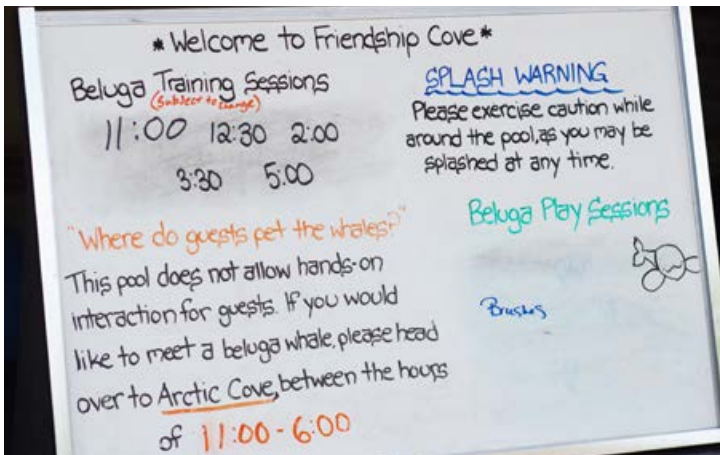 *Welcome to Friendship Cove*
Beluga Training Sessions
(Subject to change)
11:00 12:30 2:00
3:30 5:00
"Where do guests pet the whales?"
This pool does not allow hands-on
interaction for guests. If you would
like to meet a beluga whale, please head
over to Arctic Cove, between the hours
of 11:00-6:00
SPLASH WARNING
Please exercise caution while
around the pool, as you may be
splashed at any time.
Beluga Play Sessions
Brushes